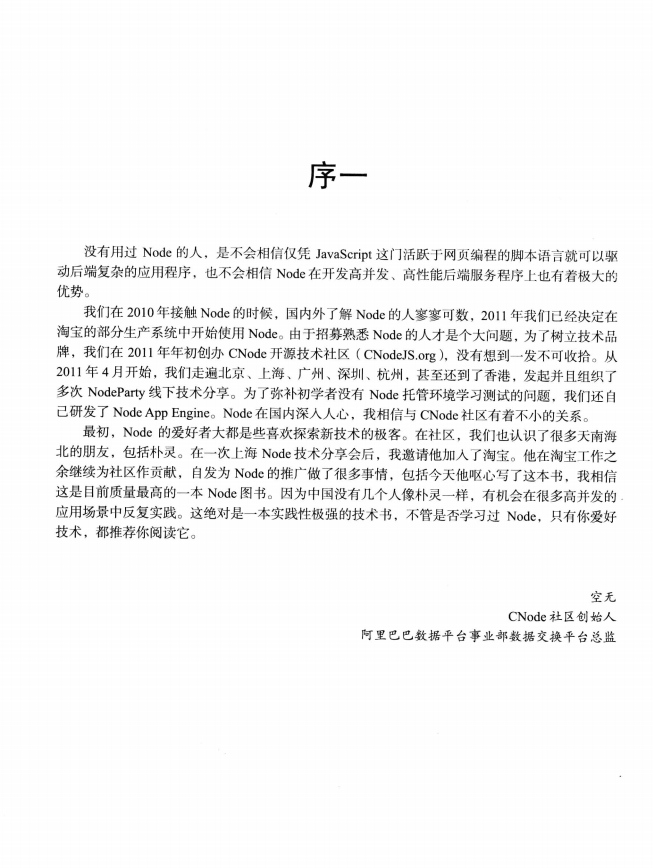 序一
没有用过 Node 的人，是不会相信仅凭 JavaScript 这门活跃于网页编程的脚本语言就可以驱
动后端复杂的应用程序，也不会相信 Node 在开发高并发、高性能后端服务程序上也有着极大的
优势。
我们在 2010 年接触 Node 的时候，国内外了解 Node 的人寥寥可数，2011 年我们已经决定在
淘宝的部分生产系统中开始使用 Node。由于招募熟悉 Node 的人才是个大问题，为了树立技术品
牌，我们在 2011 年年初创办 CNode 开源技术社区（CNodeJS.org），没有想到一发不可收拾。从
2011 年 4 月开始，我们走遍北京、上海、广州、深圳、杭州，甚至还到了香港，发起并且组织了
多次 NodeParty 线下技术分享。为了弥补初学者没有 Node 托管环境学习测试的问题，我们还自
己研发了 Node App Engine。Node 在国内深入人心，我相信与 CNode 社区有着不小的关系。
最初，Node 的爱好者大都是些喜欢探索新技术的极客。在社区，我们也认识了很多天南海
北的朋友，包括朴灵。在一次上海 Node 技术分享会后，我邀请他加入了淘宝。他在淘宝工作之
余继续为社区作贡献，自发为 Node 的推广做了很多事情，包括今天他呕心写了这本书，我相信
这是目前质量最高的一本 Node 图书。因为中国没有几个人像朴灵一样，有机会在很多高并发的
应用场景中反复实践。这绝对是一本实践性极强的技术书，不管是否学习过 Node，只有你爱好
技术，都推荐你阅读它。
空无
CNode 社区创始人
阿里巴巴数据平台事业部数据交换平台总监